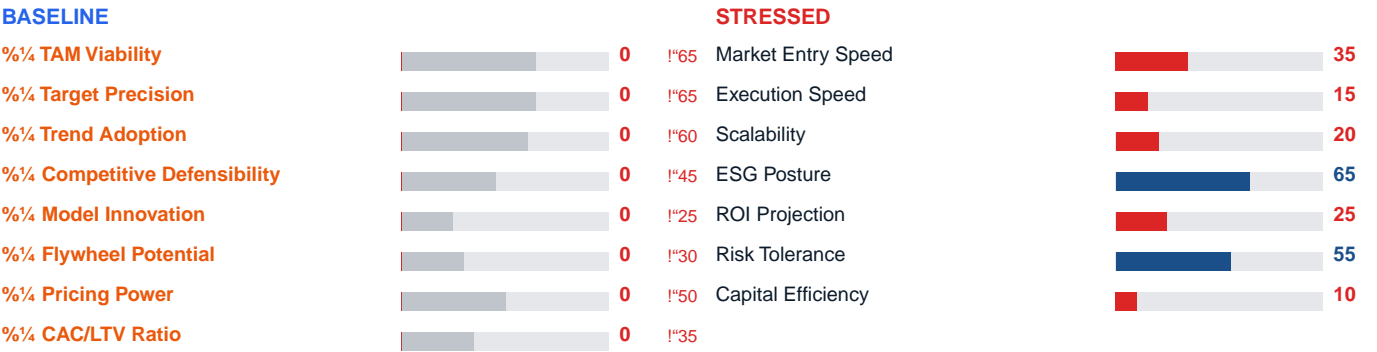 BASELINE STRESSED
%¼ TAM Viability 0 !“65 Market Entry Speed 35
%¼ Target Precision 0 !“65 Execution Speed 15
%¼ Trend Adoption 0 !“60 Scalability 20
%¼ Competitive Defensibility 0 !“45 ESG Posture 65
%¼ Model Innovation 0 !“25 ROI Projection 25
%¼ Flywheel Potential 0 !“30 Risk Tolerance 55
%¼ Pricing Power 0 !“50 Capital Efficiency 10
%¼ CAC/LTV Ratio 0 !“35